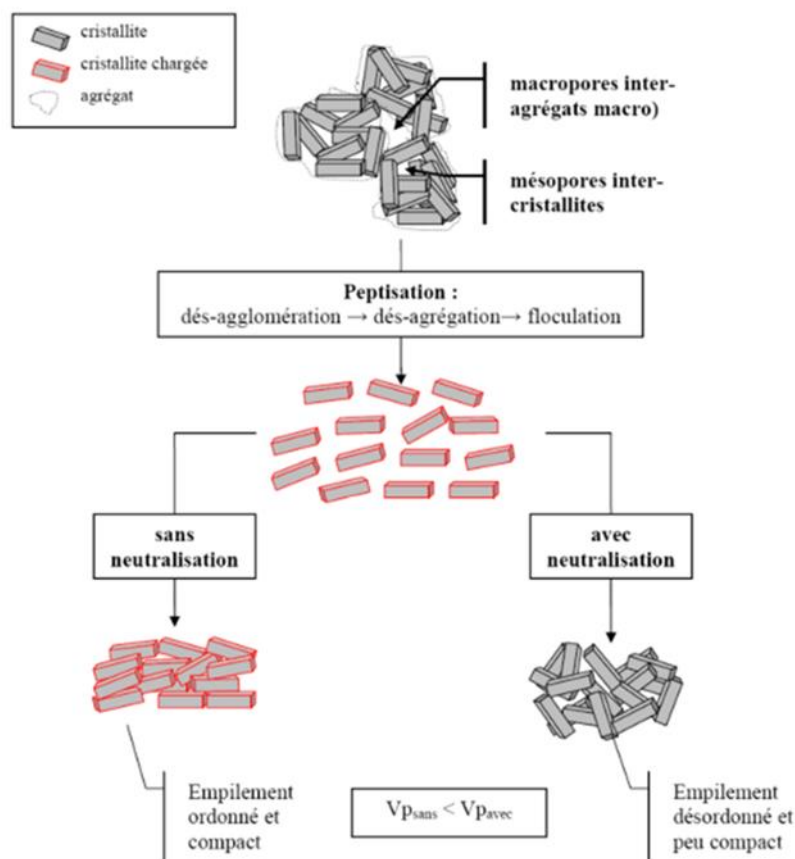 cristallite
cristallite chargée
agrégat
macropores inter-
agrégats macro)
mésopores inter-
cristallites
Peptisation :
dés-agglomération → dés-agrégation→ floculation
sans
neutralisation
avec
neutralisation
Empilement
ordonné et
compact
Vpsans < Vpavec
Empilement
désordonné et
peu compact